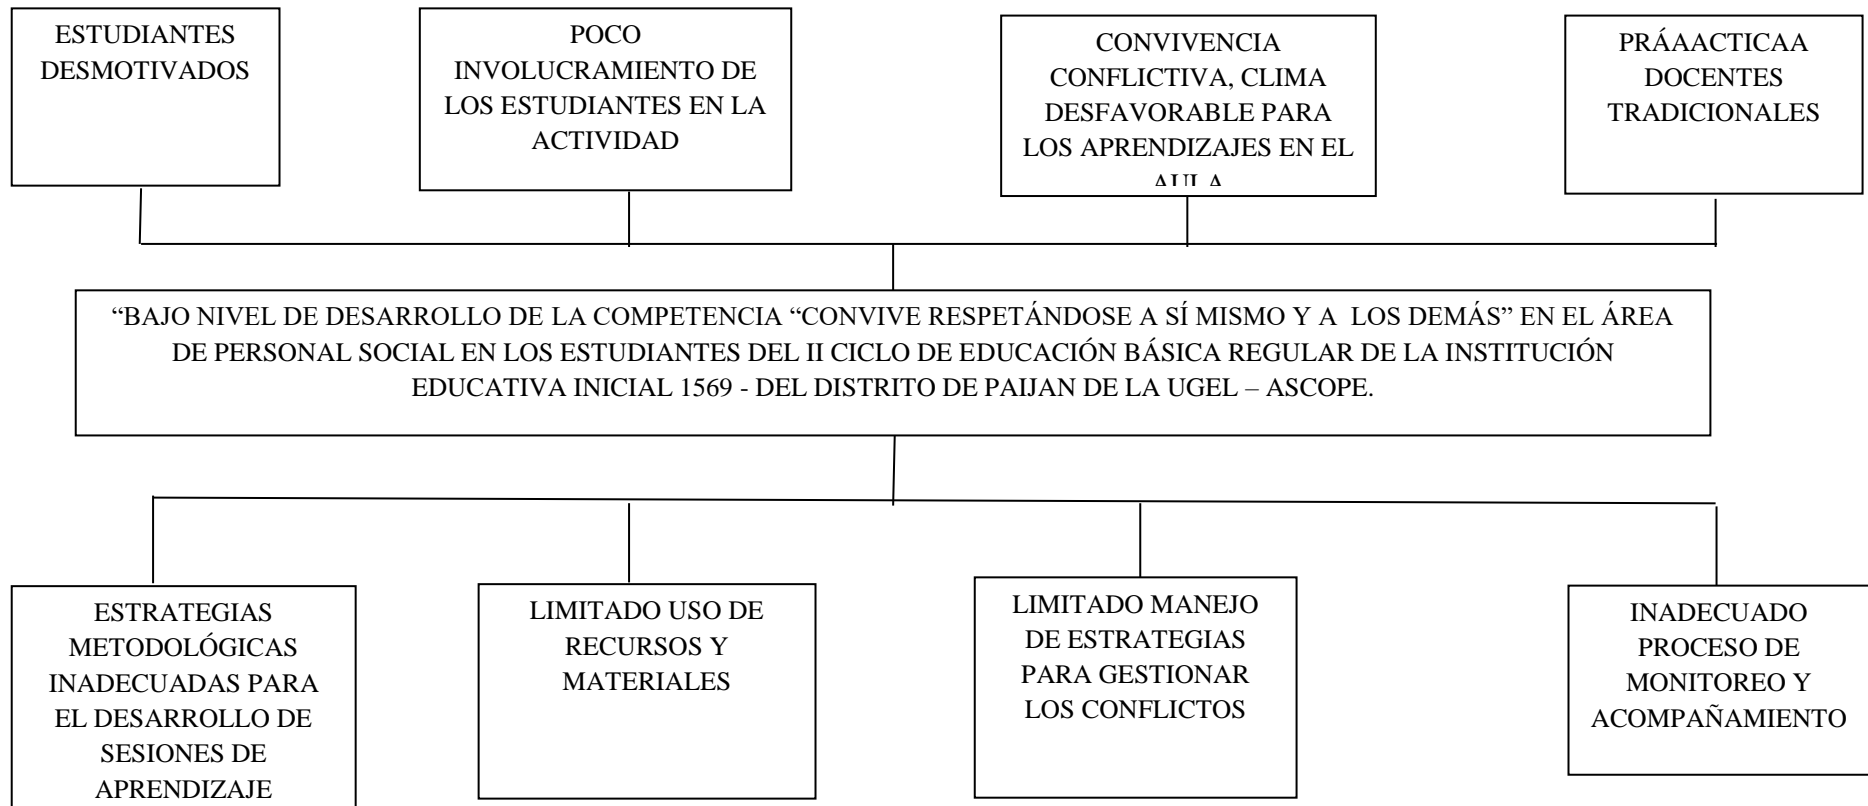 ESTUDIANTES
DESMOTIVADOS
POCO
INVOLUCRAMIENTO DE
LOS ESTUDIANTES EN LA
ACTIVIDAD
CONVIVENCIA
CONFLICTIVA, CLIMA
DESFAVORABLE PARA
LOS APRENDIZAJES EN EL
AULA
PRÁAACTICAA
DOCENTES
TRADICIONALES
“BAJO NIVEL DE DESARROLLO DE LA COMPETENCIA “CONVIVE RESPETÁNDOSE A SÍ MISMO Y A LOS DEMÁS” EN EL ÁREA
DE PERSONAL SOCIAL EN LOS ESTUDIANTES DEL II CICLO DE EDUCACIÓN BÁSICA REGULAR DE LA INSTITUCIÓN
EDUCATIVA INICIAL 1569 - DEL DISTRITO DE PAIJAN DE LA UGEL – ASCOPE.
ESTRATEGIAS
METODOLÓGICAS
INADECUADAS PARA
EL DESARROLLO DE
SESIONES DE
APRENDIZAJE
LIMITADO USO DE
RECURSOS Y
MATERIALES
LIMITADO MANEJO
DE ESTRATEGIAS
PARA GESTIONAR
LOS CONFLICTOS
INADECUADO
PROCESO DE
MONITOREO Y
ACOMPAÑAMIENTO